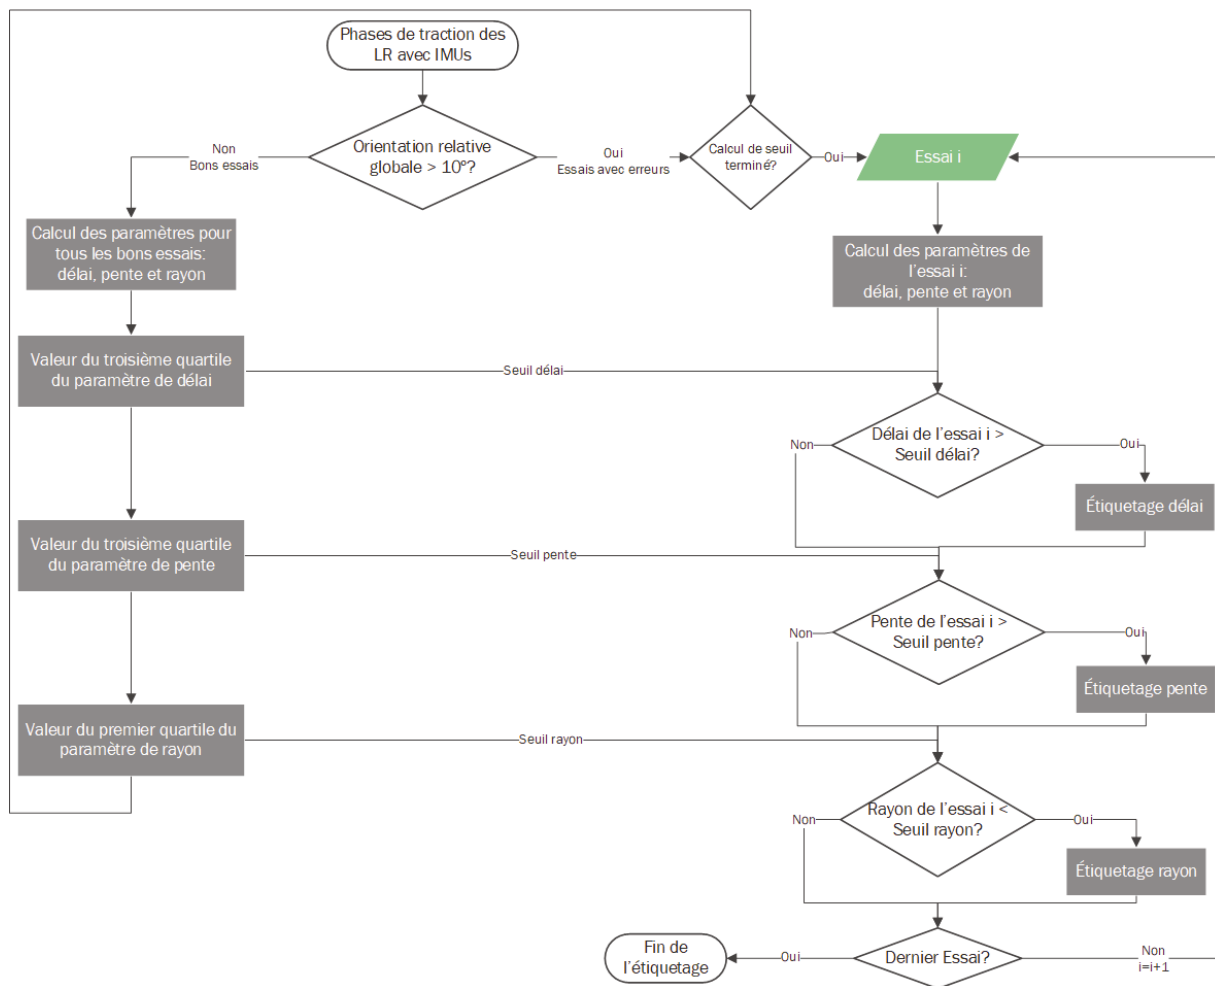 Phases de traction des
LR avec IMUs
Orientation relative
globale > 10º?
Non
Bons essais
Oui
Essais avec erreurs
Calcul de seuil
terminé?
Oui
Essai i
Calcul des paramètres pour
tous les bons essais:
délai, pente et rayon
Calcul des paramètres de
l'essai i:
délai, pente et rayon
Valeur du troisième quartile
du paramètre de délai
Seuil délai
Délai de l'essai i >
Seuil délai?
Non
Oui
Étiquetage délai
Valeur du troisième quartile
du paramètre de pente
Seuil pente
Pente de l'essai i >
Seuil pente?
Non
Oui
Étiquetage pente
Valeur du premier quartile du
paramètre de rayon
Seuil rayon
Rayon de l'essai i <
Seuil rayon?
Non
Oui
Étiquetage rayon
Dernier Essai?
Oui
Fin de
l'étiquetage
Non
i=i+1